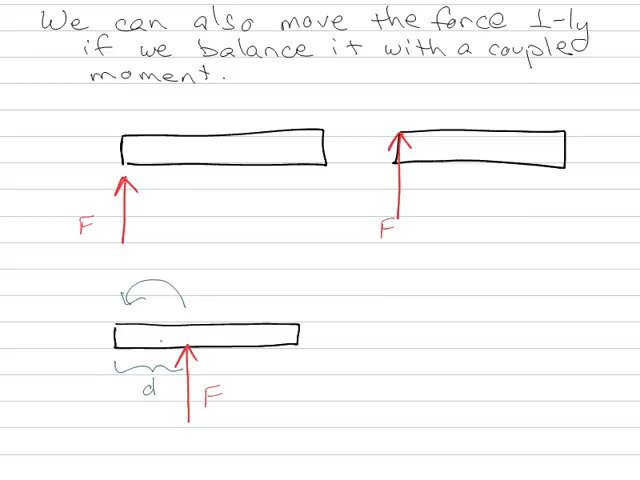 We can also move the force ⊥-ly
if we balance it with a coupled
moment.
F
F
d
F